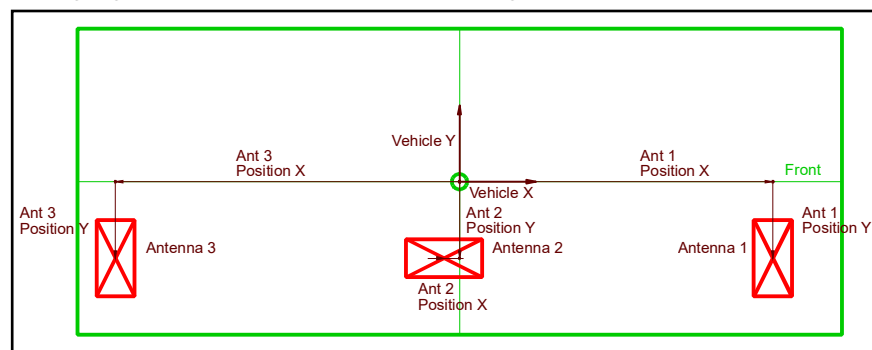 Vehicle Y
Ant 3
Position X
Ant 1
Position X
Front
Vehicle X
Ant 3
Position Y
Ant 2
Position Y
Ant 1
Position Y
Antenna 3
Antenna 2
Antenna 1
Ant 2
Position X